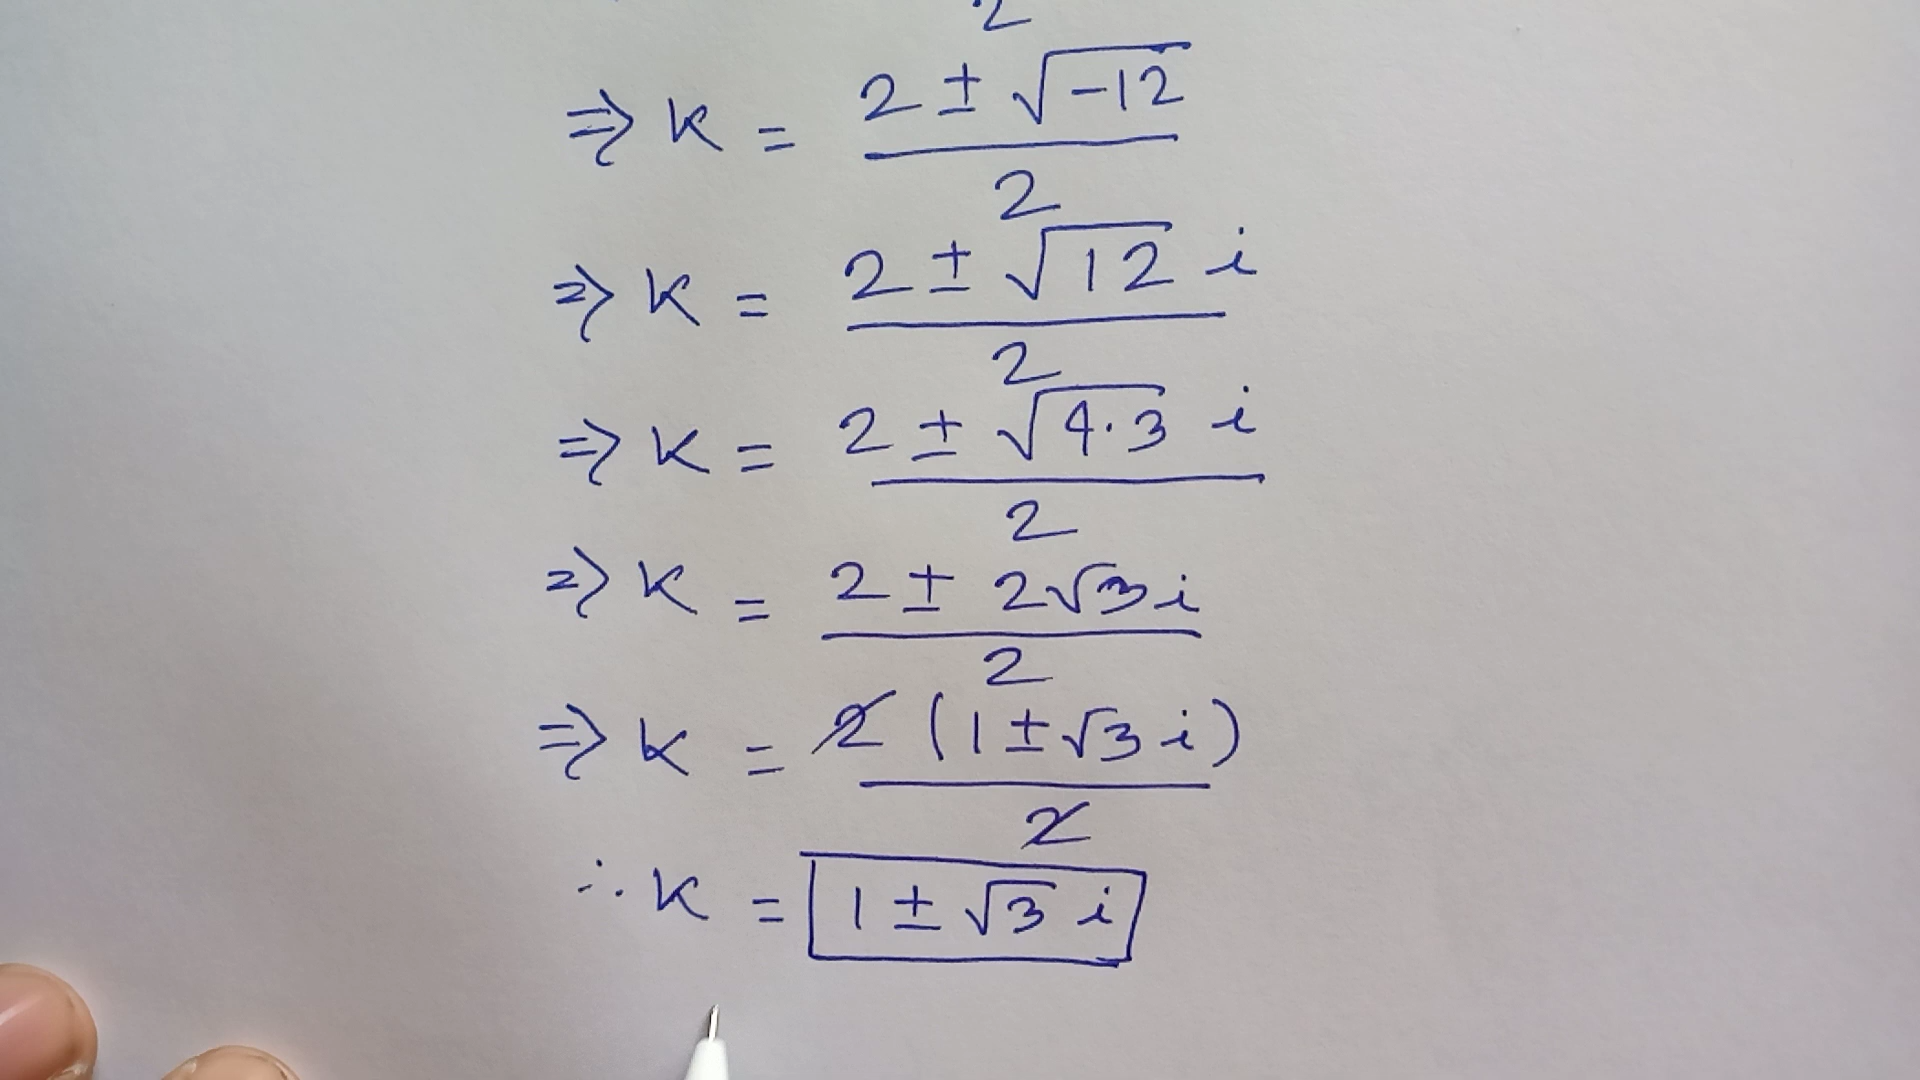 2
⇒ K = (2 ± √-12) / 2
⇒ K = (2 ± √12 i) / 2
⇒ K = (2 ± √4·3 i) / 2
⇒ K = (2 ± 2√3 i) / 2
⇒ K = 2 (1 ± √3 i) / 2
∴ K = 1 ± √3 i